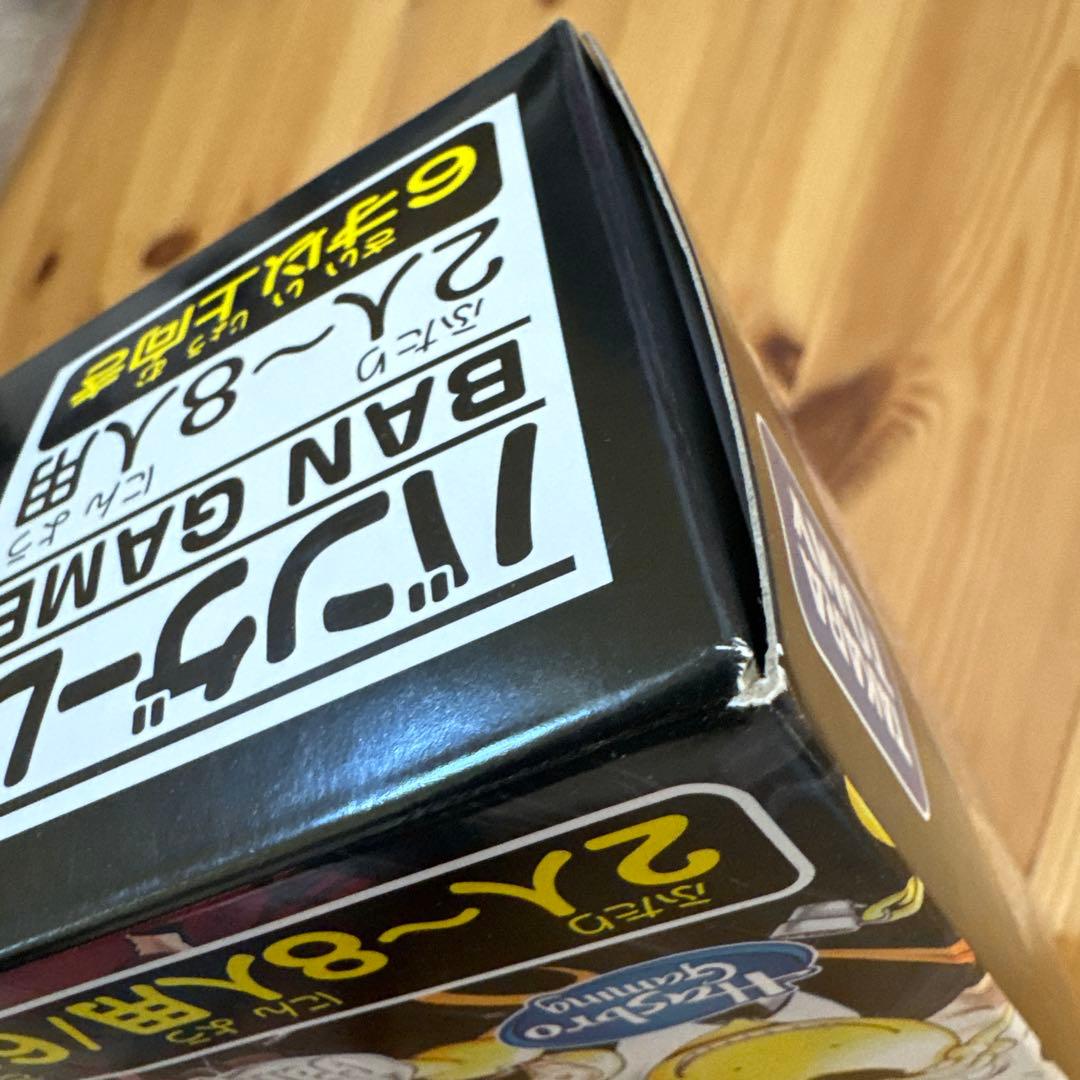 バンゲーム
BAN GAME
2人〜8人用
ふたり にんよう
6才以上向き
さい い じょう む
2人〜8人用/6
ふたり にん よう
Hasbro
Gaming